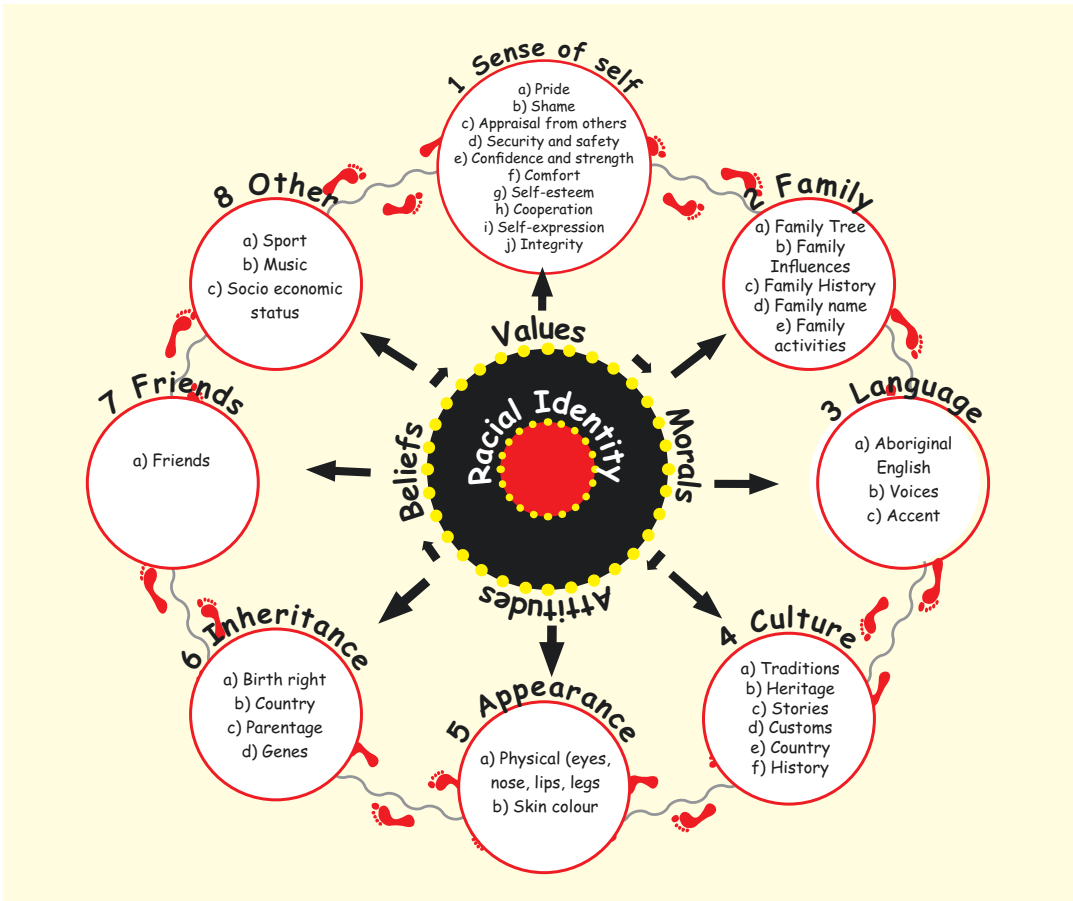 1 Sense of self
a) Pride
b) Shame
c) Appraisal from others
d) Security and safety
e) Confidence and strength
f) Comfort
g) Self-esteem
h) Cooperation
i) Self-expression
j) Integrity
2 Family
a) Family Tree
b) Family
Influences
c) Family History
d) Family name
e) Family
activities
3 Language
a) Aboriginal
English
b) Voices
c) Accent
4 Culture
a) Traditions
b) Heritage
c) Stories
d) Customs
e) Country
f) History
5 Appearance
a) Physical (eyes,
nose, lips, legs
b) Skin colour
6 Inheritance
a) Birth right
b) Country
c) Parentage
d) Genes
7 Friends
a) Friends
8 Other
a) Sport
b) Music
c) Socio economic
status
Values
Morals
Attitudes
Beliefs
Racial Identity